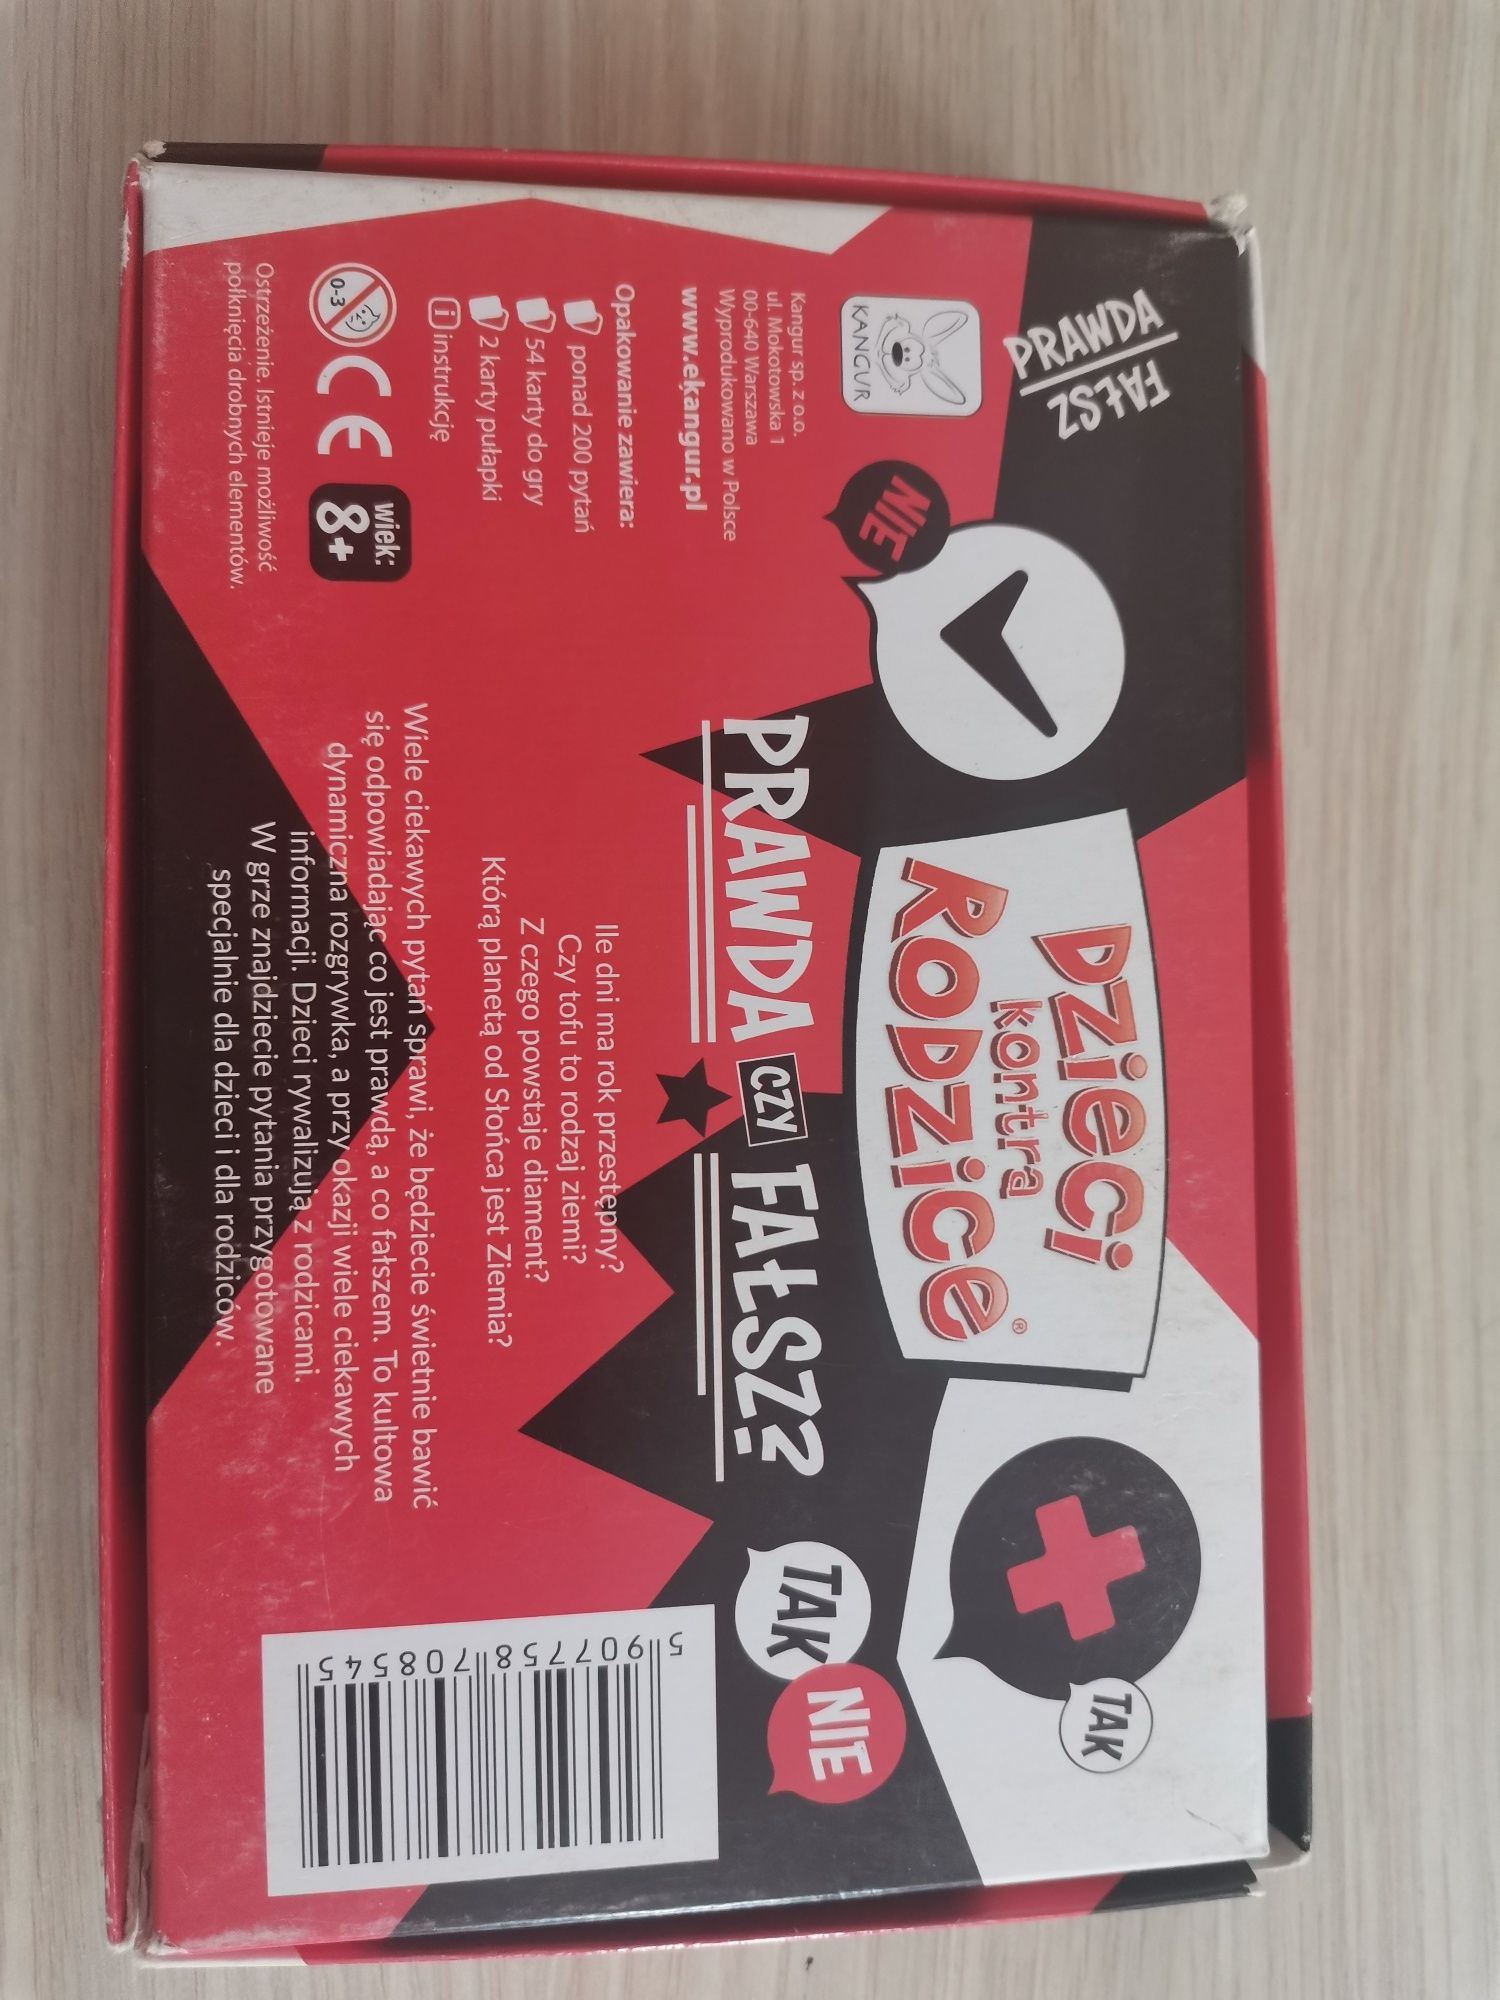 PRAWDA
FAŁSZ
KANGUR
Kangur sp. z o.o.
ul. Mokotowska 1
00-640 Warszawa
Wyprodukowano w Polsce
www.ekangur.pl
Opakowanie zawiera:
ponad 200 pytań
54 karty do gry
2 karty pułapki
i instrukcję
0-3
CE
wiek:
8+
Ostrzeżenie. Istnieje możliwość
połknięcia drobnych elementów.
NIE
DZIECI
kontra
RODZICE®
PRAWDA CZY FAŁSZ?
Ile dni ma rok przestępny?
Czy tofu to rodzaj ziemi?
Z czego powstaje diament?
Którą planetą od Słońca jest Ziemia?
Wiele ciekawych pytań sprawi, że będziecie świetnie bawić
się odpowiadając co jest prawdą, a co fałszem. To kultowa
dynamiczna rozgrywka, a przy okazji wiele ciekawych
informacji. Dzieci rywalizują z rodzicami.
W grze znajdziecie pytania przygotowane
specjalnie dla dzieci i dla rodziców.
TAK
TAK
NIE
5 907758 708545